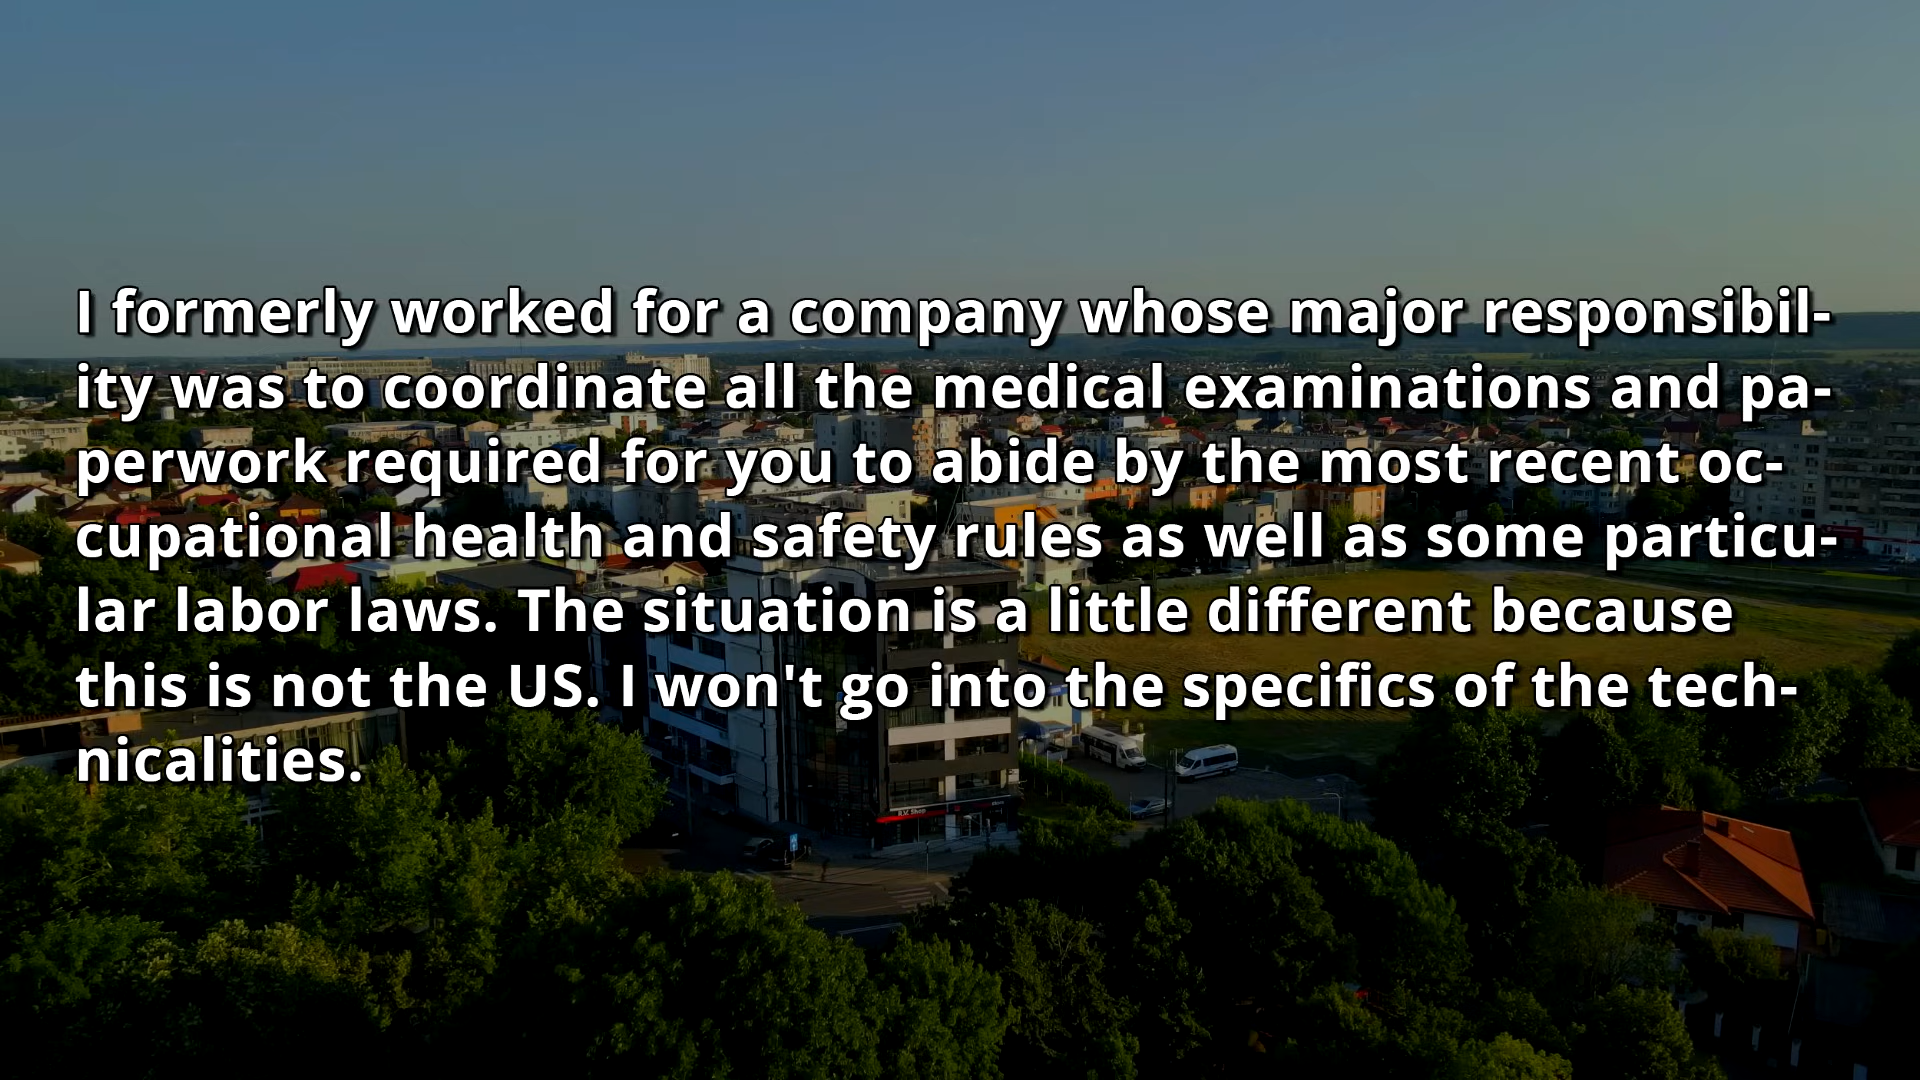 I formerly worked for a company whose major responsibil-
ity was to coordinate all the medical examinations and pa-
perwork required for you to abide by the most recent oc-
cupational health and safety rules as well as some particu-
lar labor laws. The situation is a little different because
this is not the US. I won't go into the specifics of the tech-
nicalities.
R.V. Shop